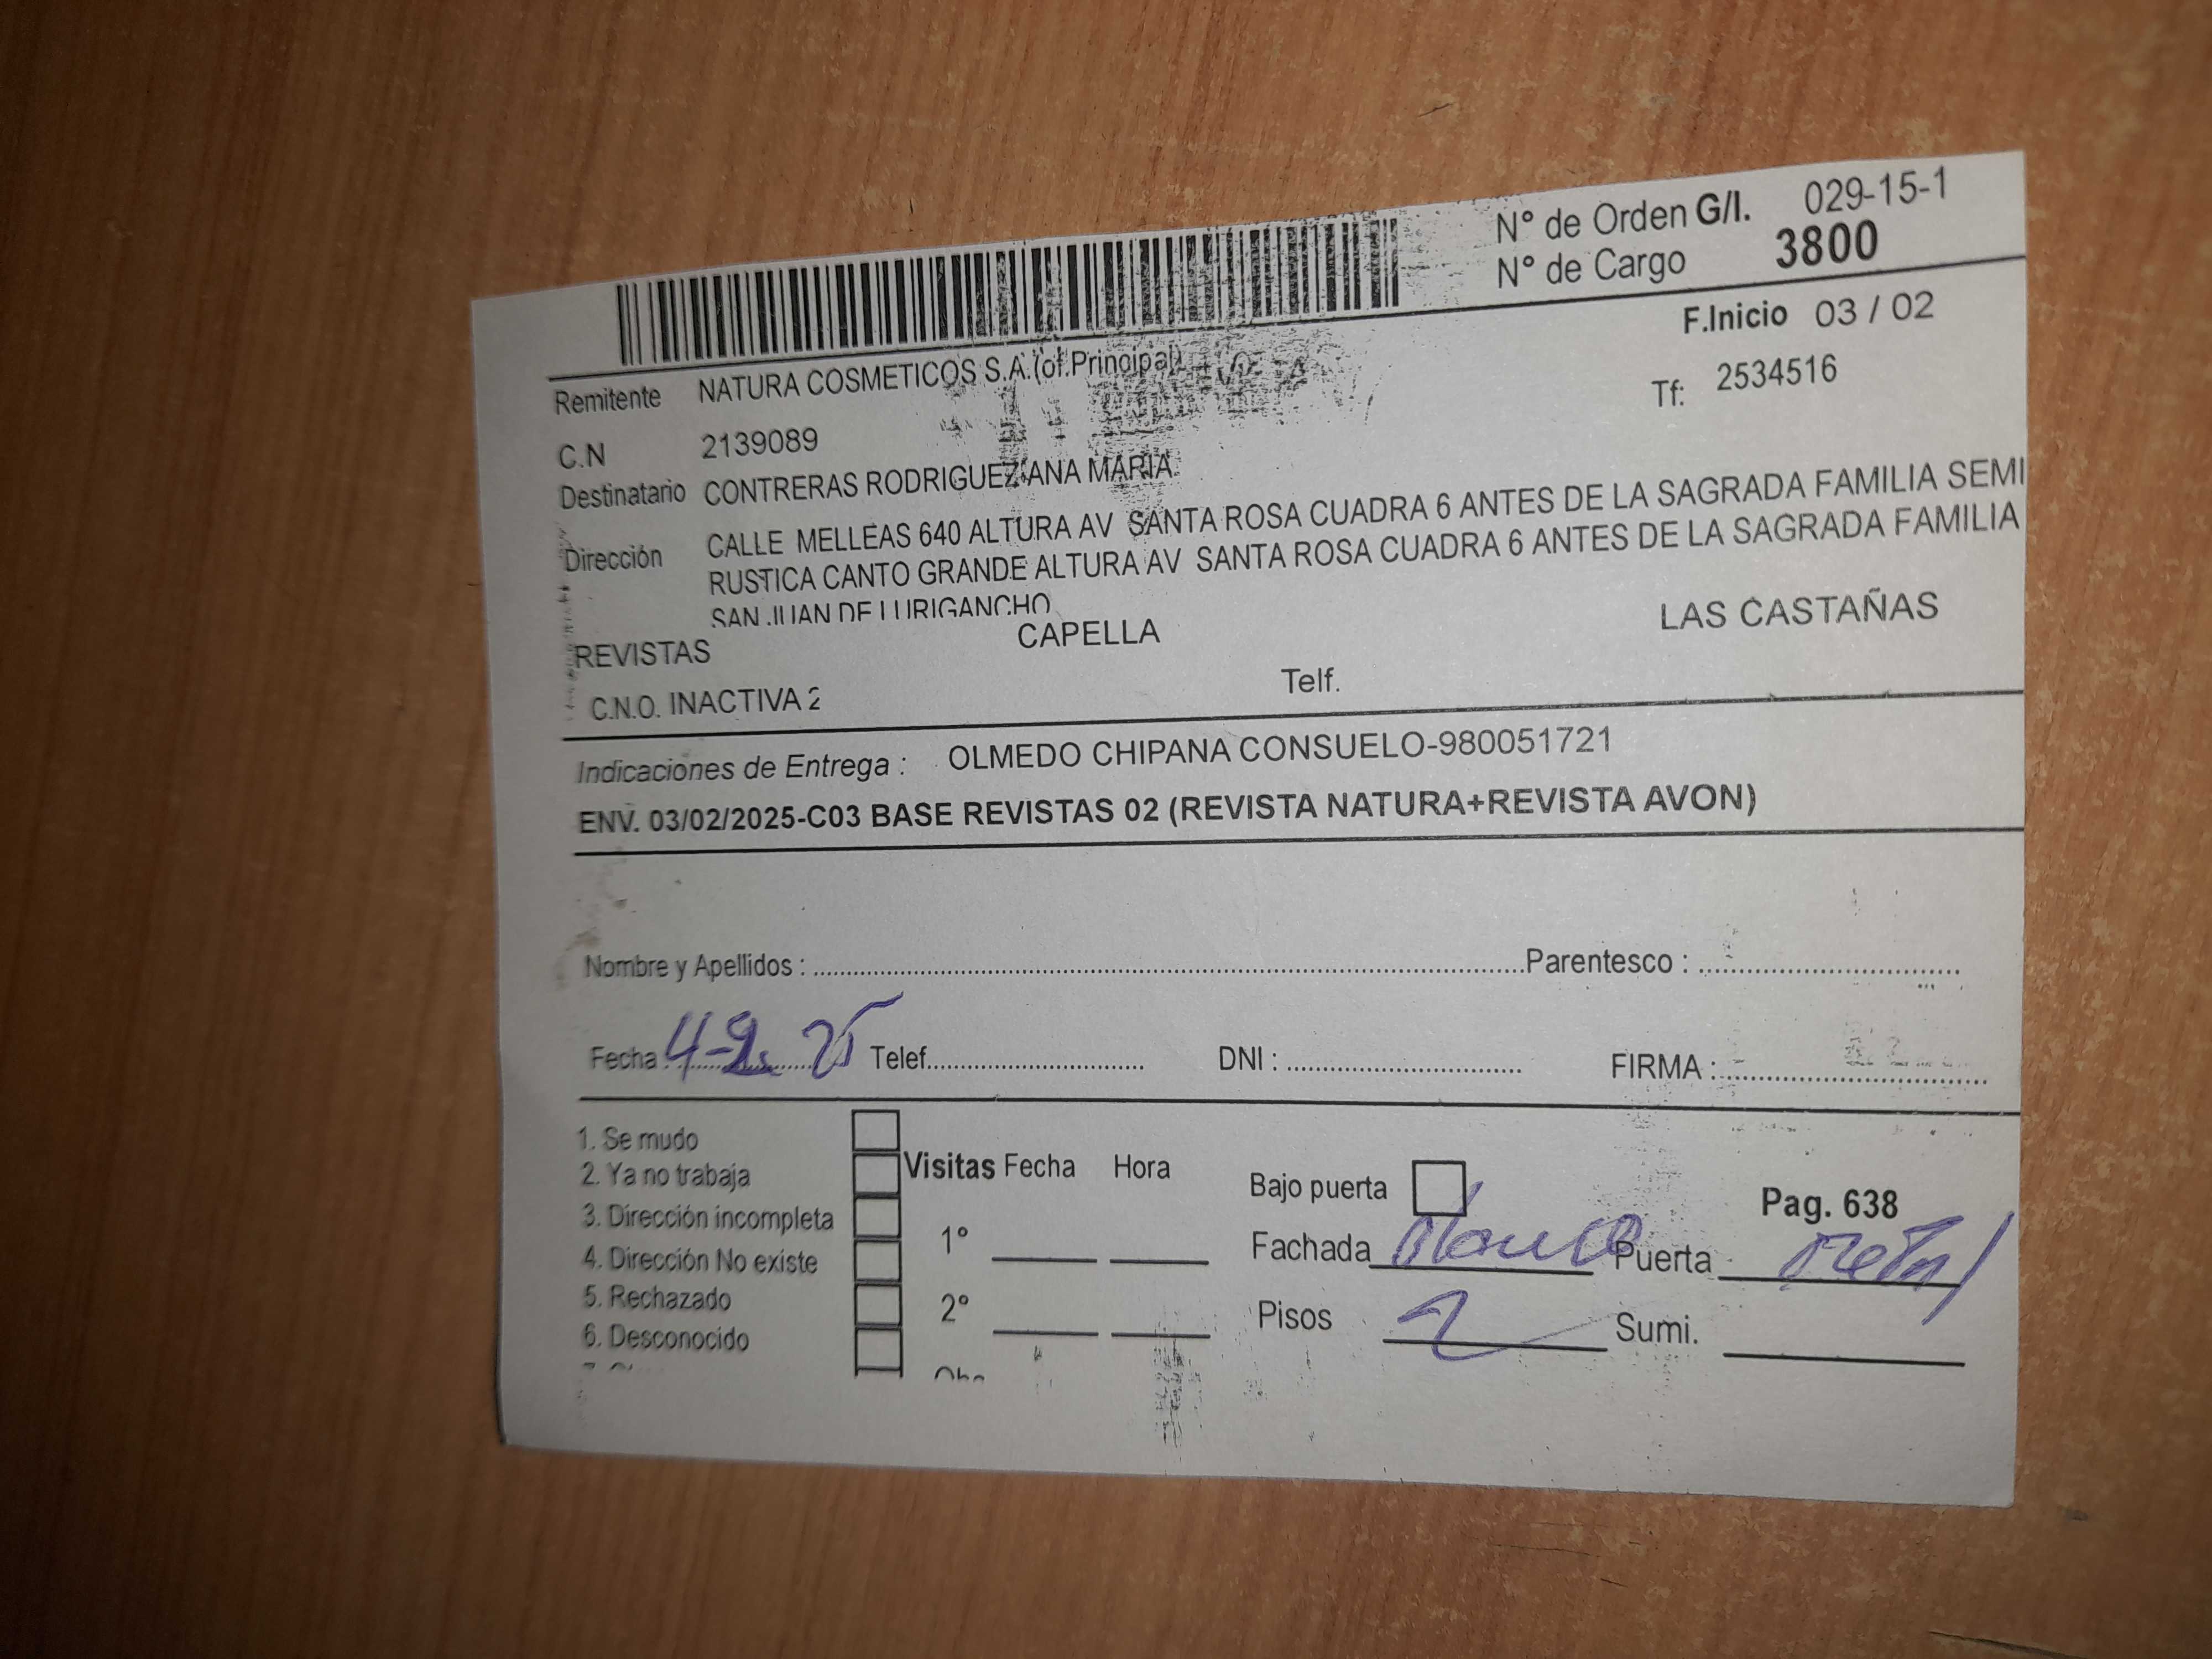 N° de Orden G/I. 029-15-1
N° de Cargo 3800
F.Inicio 03 / 02
Remitente NATURA COSMETICOS S.A.(of.Principal)
Tf: 2534516
C.N 2139089
Destinatario CONTRERAS RODRIGUEZ ANA MARIA
Dirección CALLE MELLEAS 640 ALTURA AV SANTA ROSA CUADRA 6 ANTES DE LA SAGRADA FAMILIA SEMI
RUSTICA CANTO GRANDE ALTURA AV SANTA ROSA CUADRA 6 ANTES DE LA SAGRADA FAMILIA
SAN JUAN DE LURIGANCHO
REVISTAS CAPELLA LAS CASTAÑAS
C.N.O. INACTIVA 2 Telf.
Indicaciones de Entrega : OLMEDO CHIPANA CONSUELO-980051721
ENV. 03/02/2025-C03 BASE REVISTAS 02 (REVISTA NATURA+REVISTA AVON)
Nombre y Apellidos : Parentesco :
Fecha : 4-2. 25 Telef. DNI : FIRMA :
1. Se mudo
2. Ya no trabaja
3. Dirección incompleta
4. Dirección No existe
5. Rechazado
6. Desconocido
Visitas Fecha Hora
1°
2°
Obs
Bajo puerta Pag. 638
Fachada Blanco Puerta Metal
Pisos 2 Sumi.